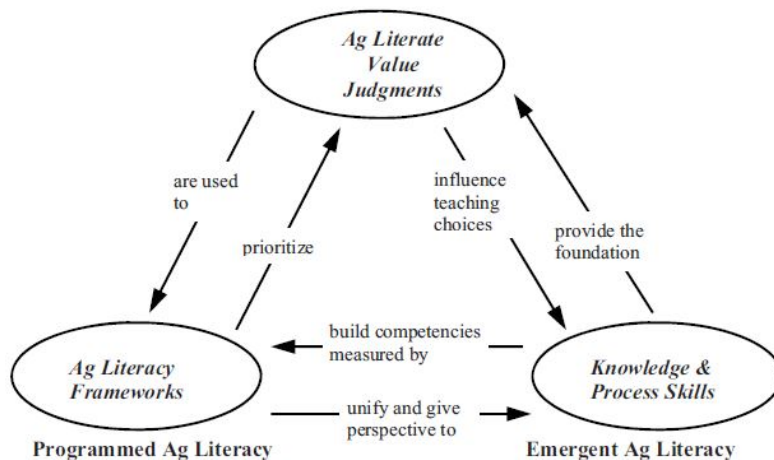 Ag Literate
Value
Judgments
are used
to
prioritize
influence
teaching
choices
provide the
foundation
build competencies
measured by
Ag Literacy
Frameworks
Knowledge &
Process Skills
unify and give
perspective to
Programmed Ag Literacy
Emergent Ag Literacy